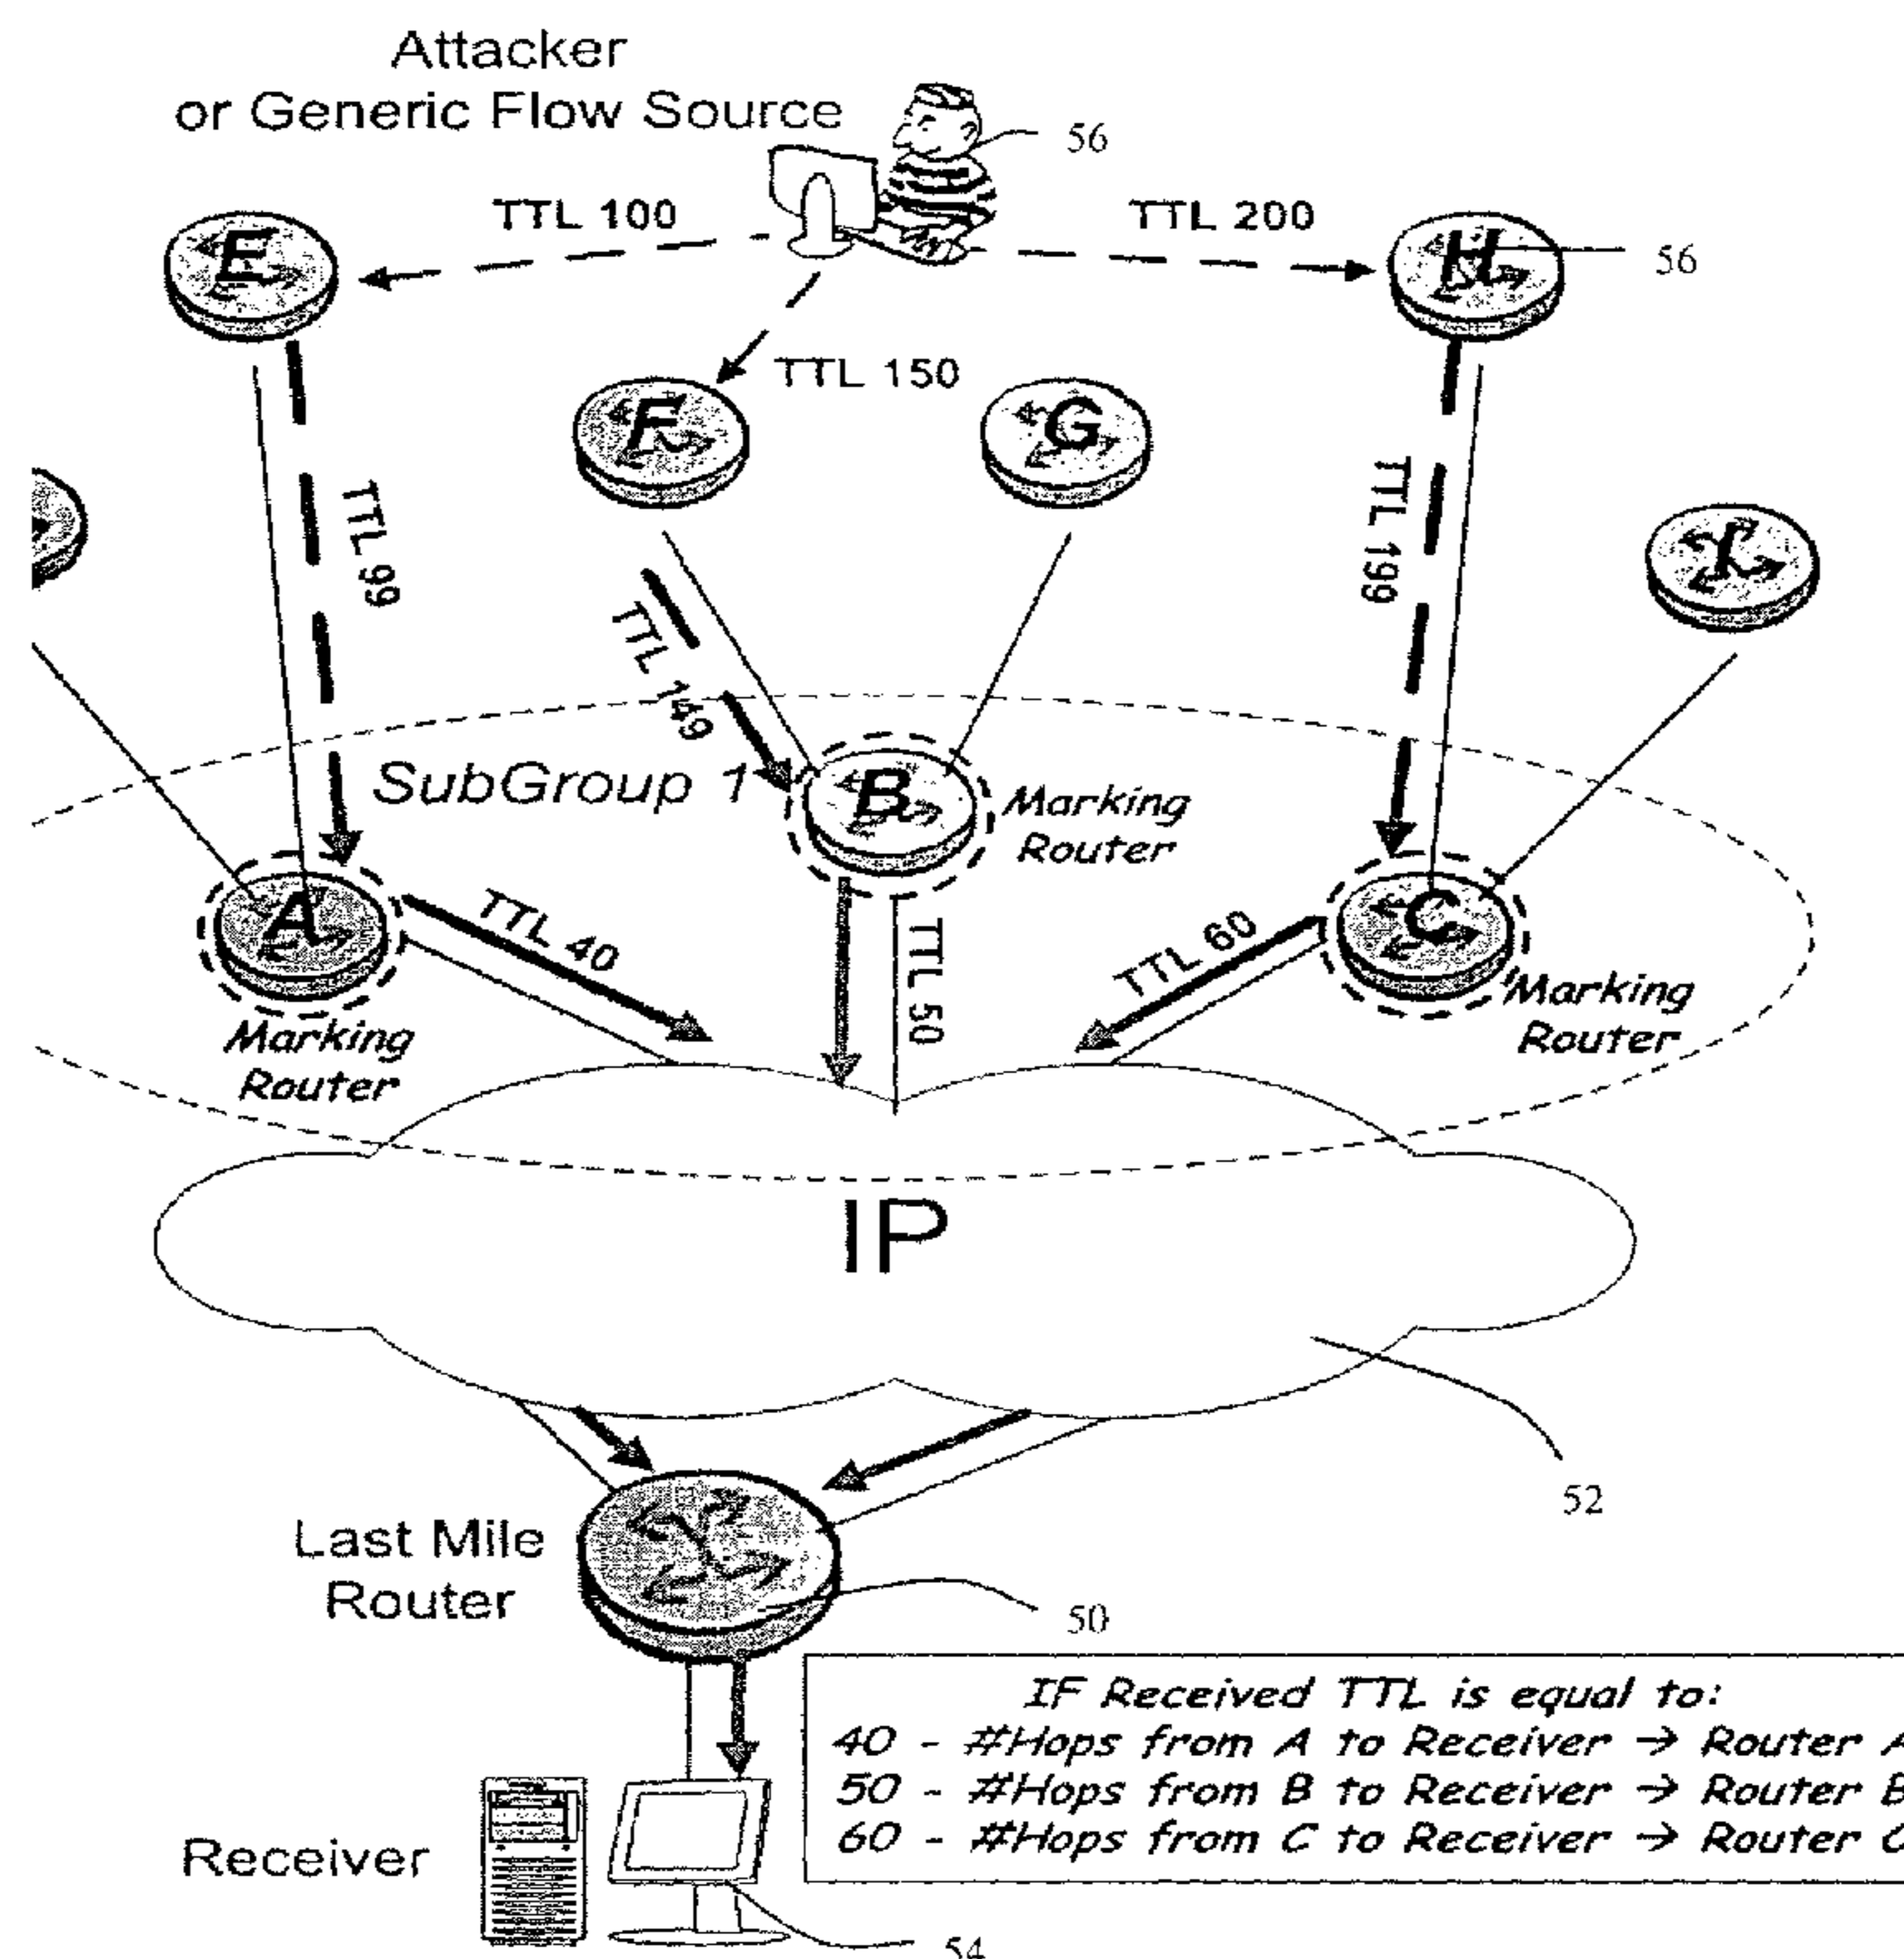 Attacker
or Generic Flow Source
56
TTL 100
TTL 200
E
H
56
TTL 150
F
G
TTL 99
TTL 199
TTL 149
SubGroup 1
B
Marking
Router
A
TTL 40
TTL 50
TTL 60
C
Marking
Router
Marking
Router
IP
52
Last Mile
Router
50
IF Received TTL is equal to:
40 - #Hops from A to Receiver → Router A
50 - #Hops from B to Receiver → Router B
60 - #Hops from C to Receiver → Router C
Receiver
54